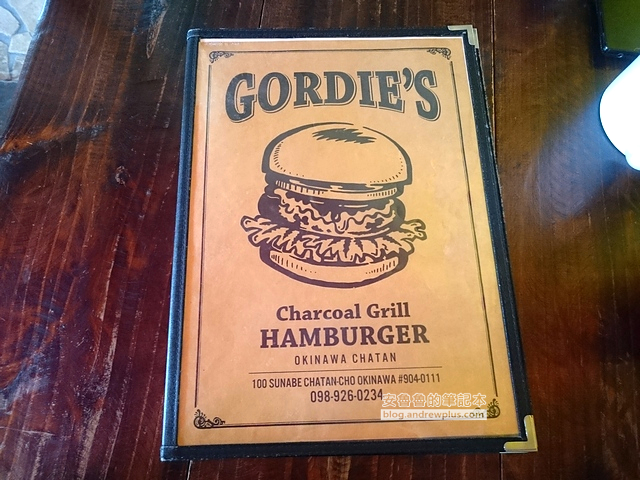 GORDIE'S
Charcoal Grill
HAMBURGER
OKINAWA CHATAN
100 SUNABE CHATAN-CHO OKINAWA #904-0111
098-926-0234
安魯魯的筆記本
blog.andrewplus.com